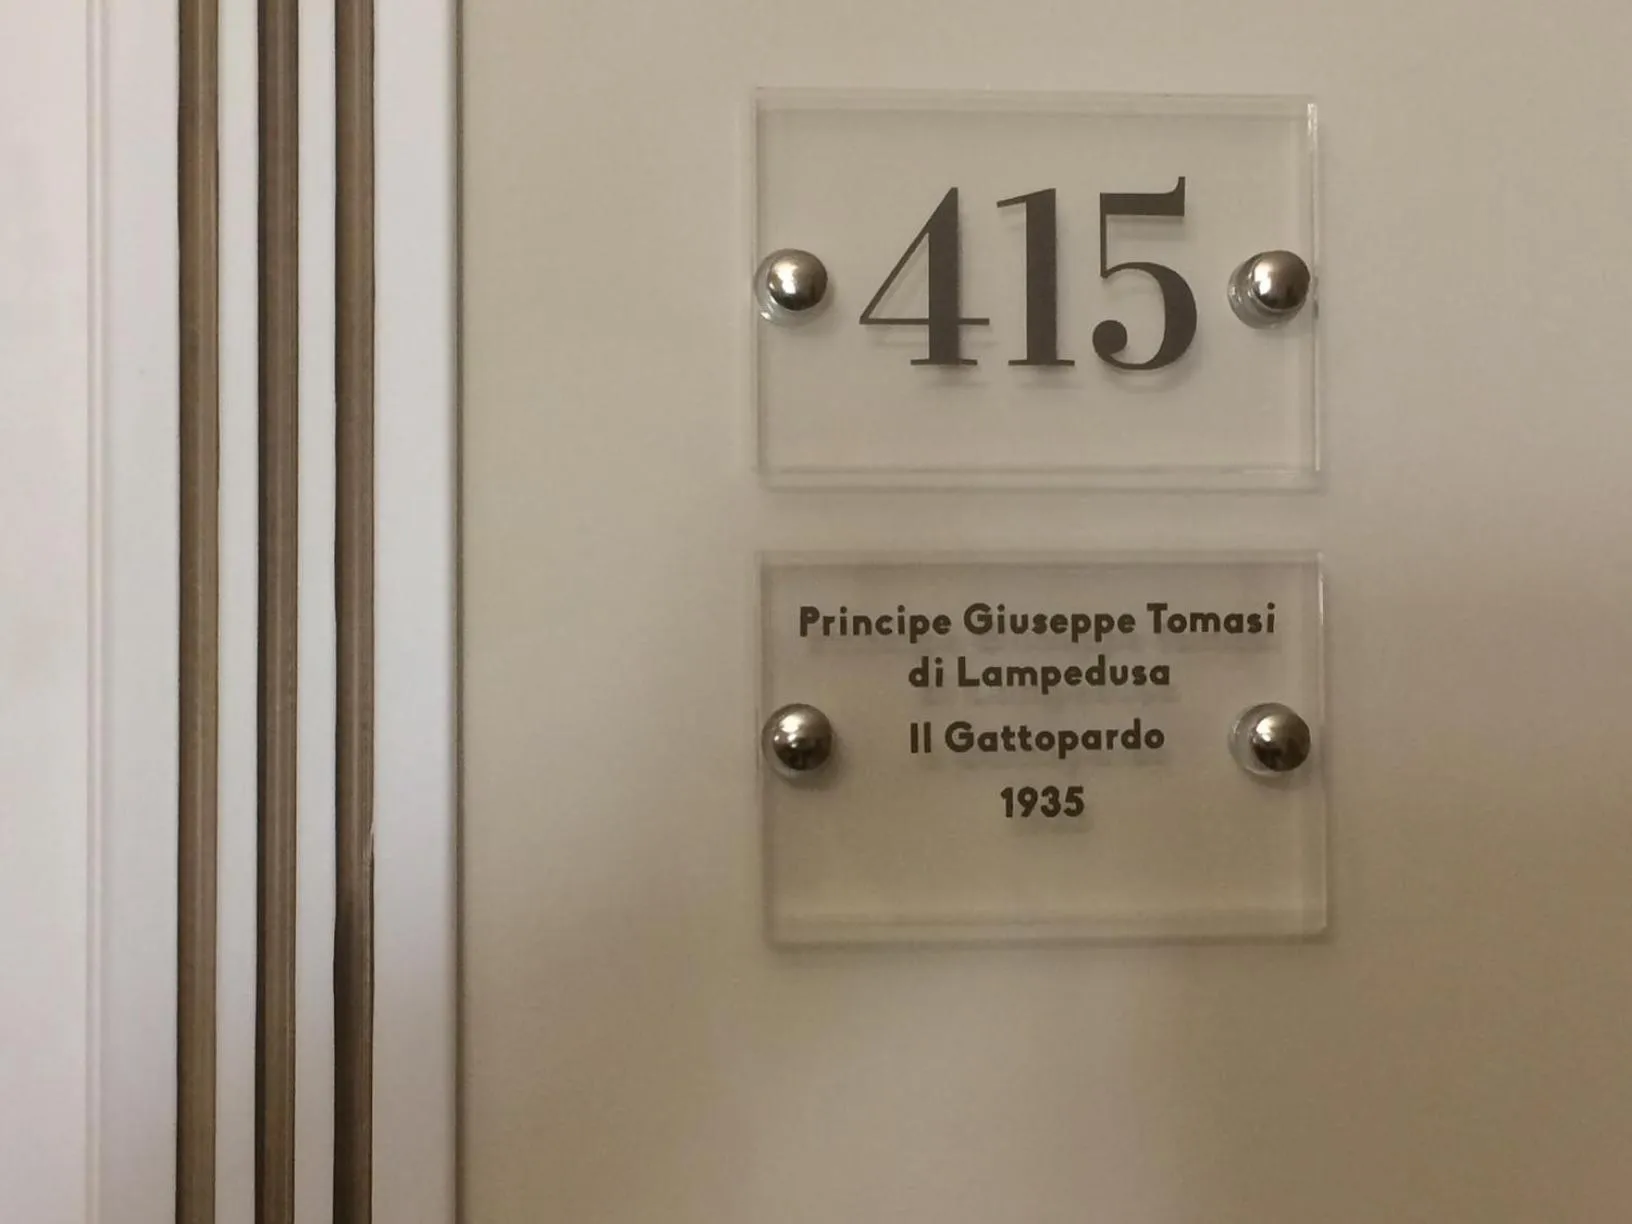 415
Principe Giuseppe Tomasi
di Lampedusa
Il Gattopardo
1935